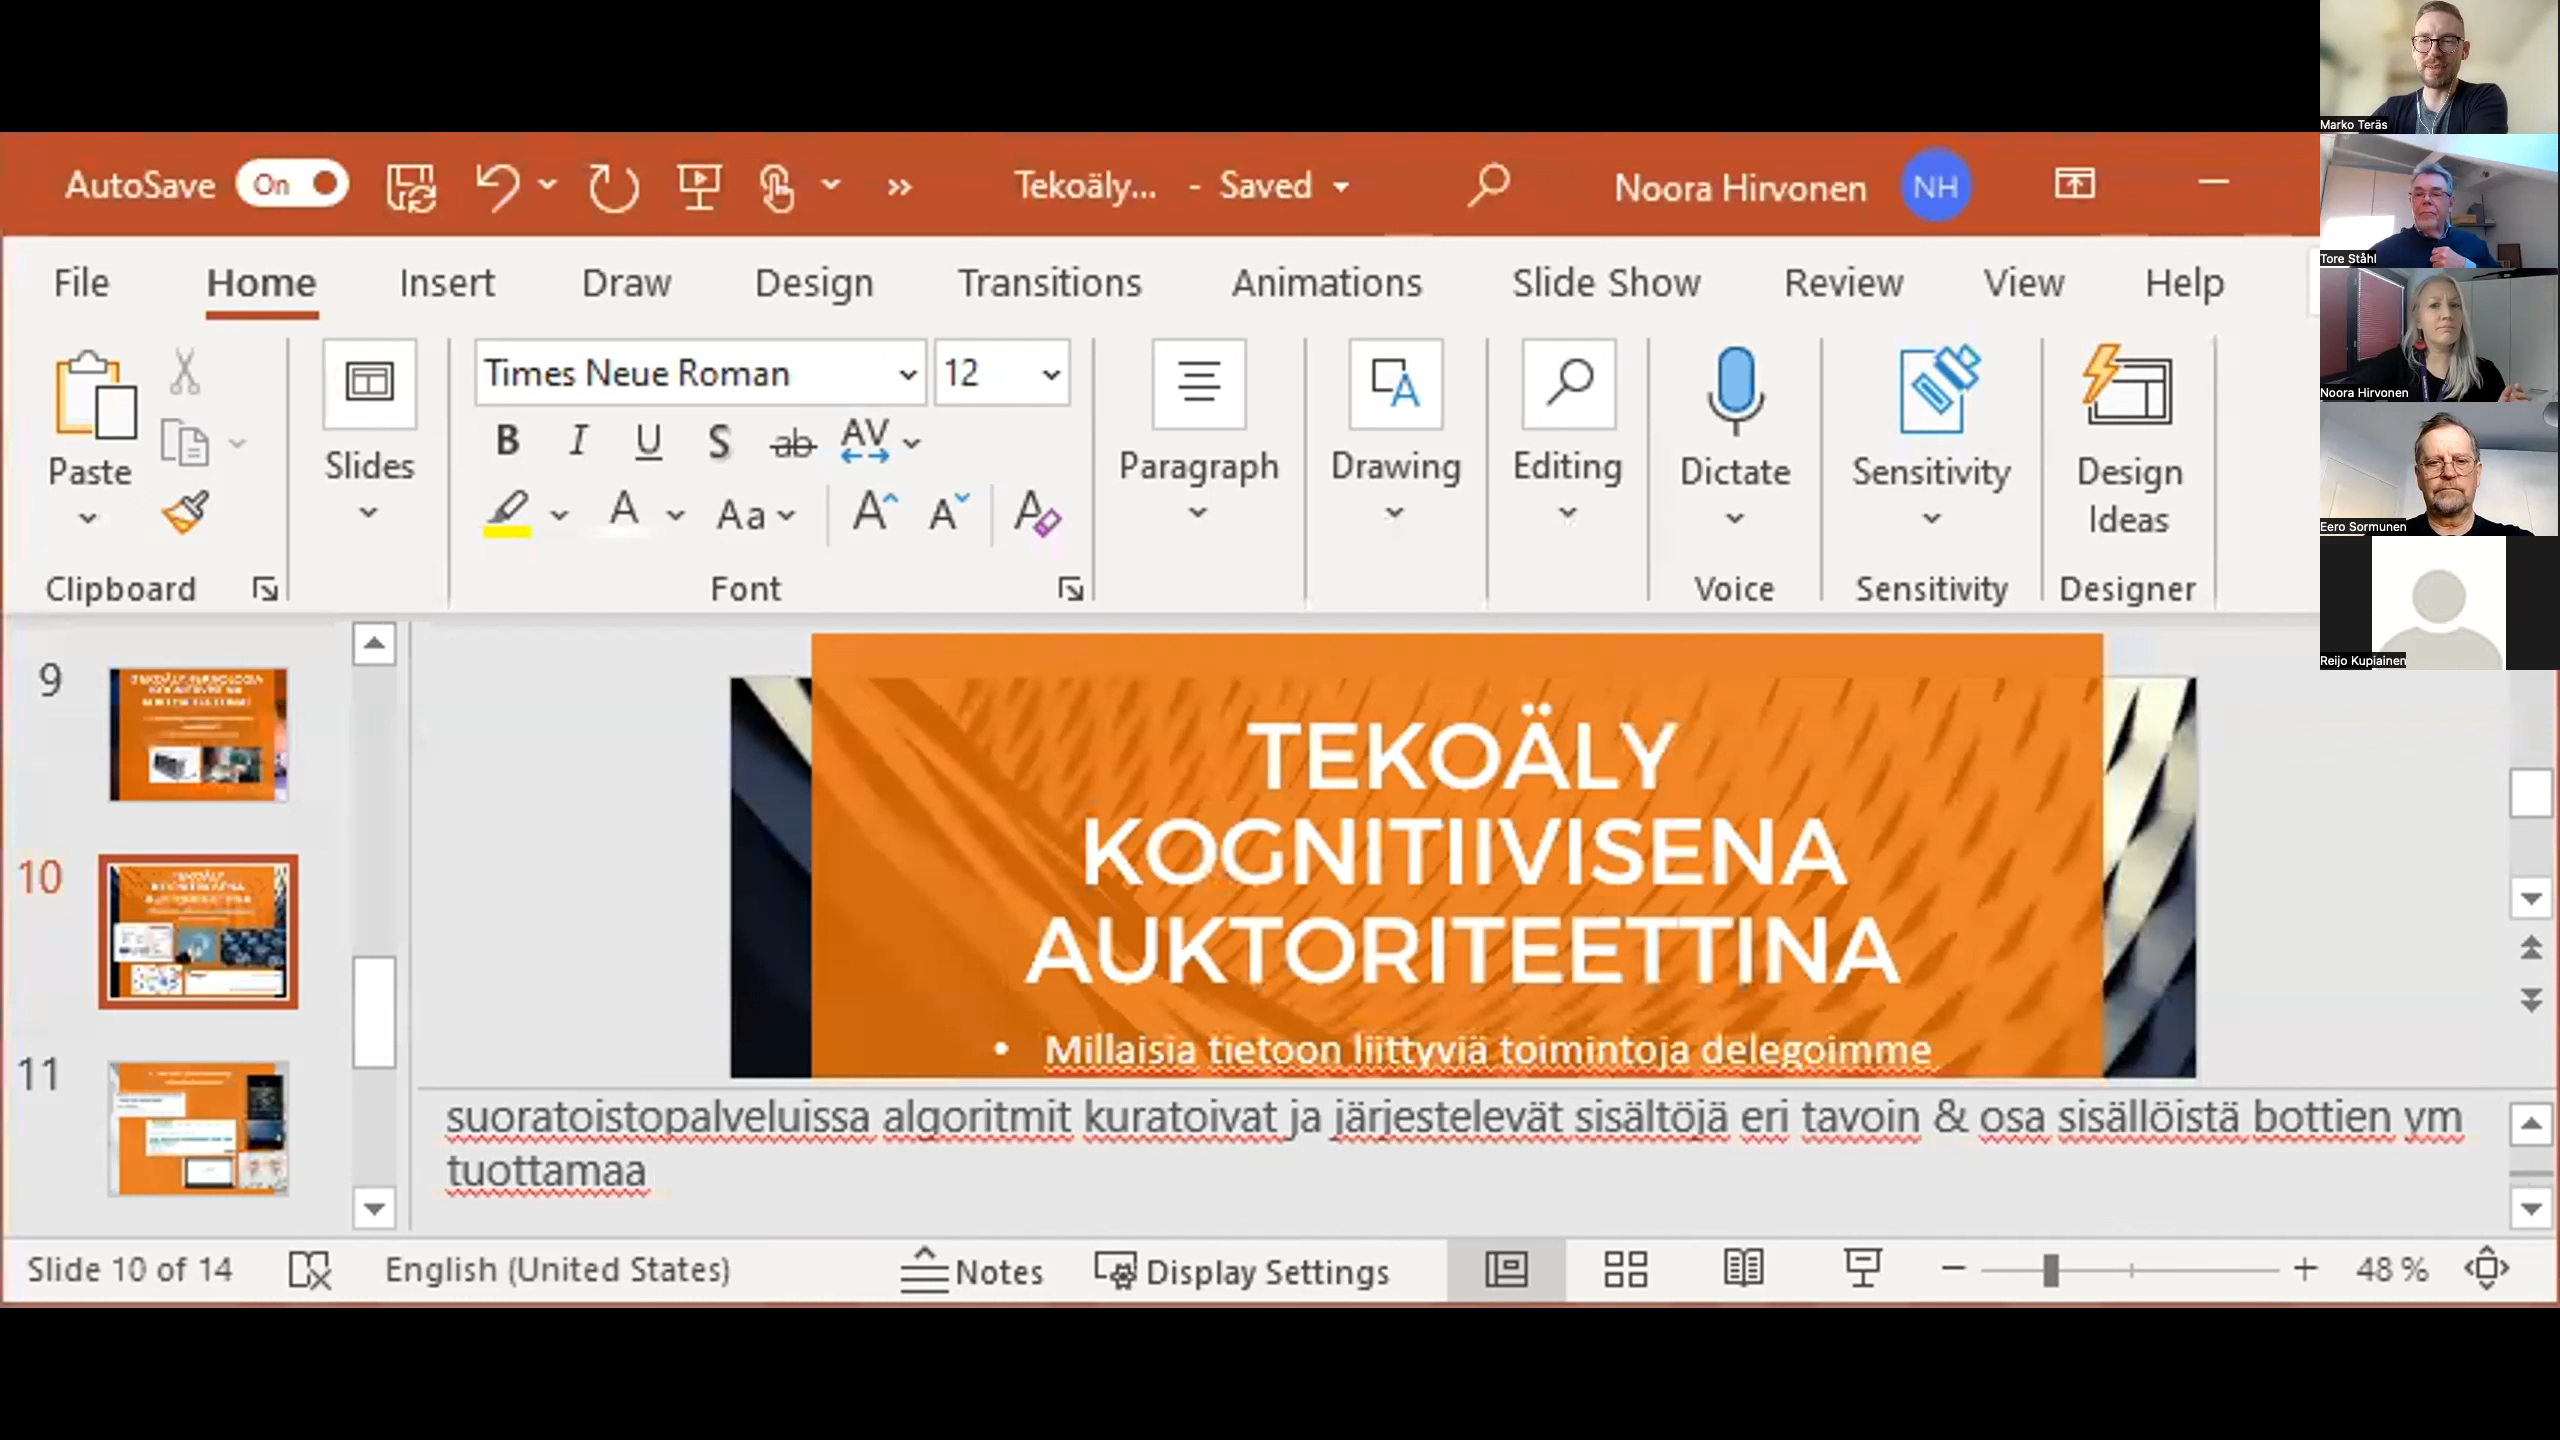 AutoSave On Tekoäly... - Saved Noora Hirvonen NH
File Home Insert Draw Design Transitions Animations Slide Show Review View Help
Times Neue Roman 12
B I U S ab AV
Paste Slides Paragraph Drawing Editing Dictate Sensitivity Design Ideas
A Aa A A A
Clipboard Font Voice Sensitivity Designer
9
10
11
TEKOÄLY
KOGNITIIVISENA
AUKTORITEETTINA
• Millaisia tietoon liittyviä toimintoja delegoimme
suoratoistopalveluissa algoritmit kuratoivat ja järjestelevät sisältöjä eri tavoin & osa sisällöistä bottien ym
tuottamaa
Slide 10 of 14 English (United States) Notes Display Settings 48 %
Marko Teräs
Tore Ståhl
Noora Hirvonen
Eero Sormunen
Reijo Kupiainen